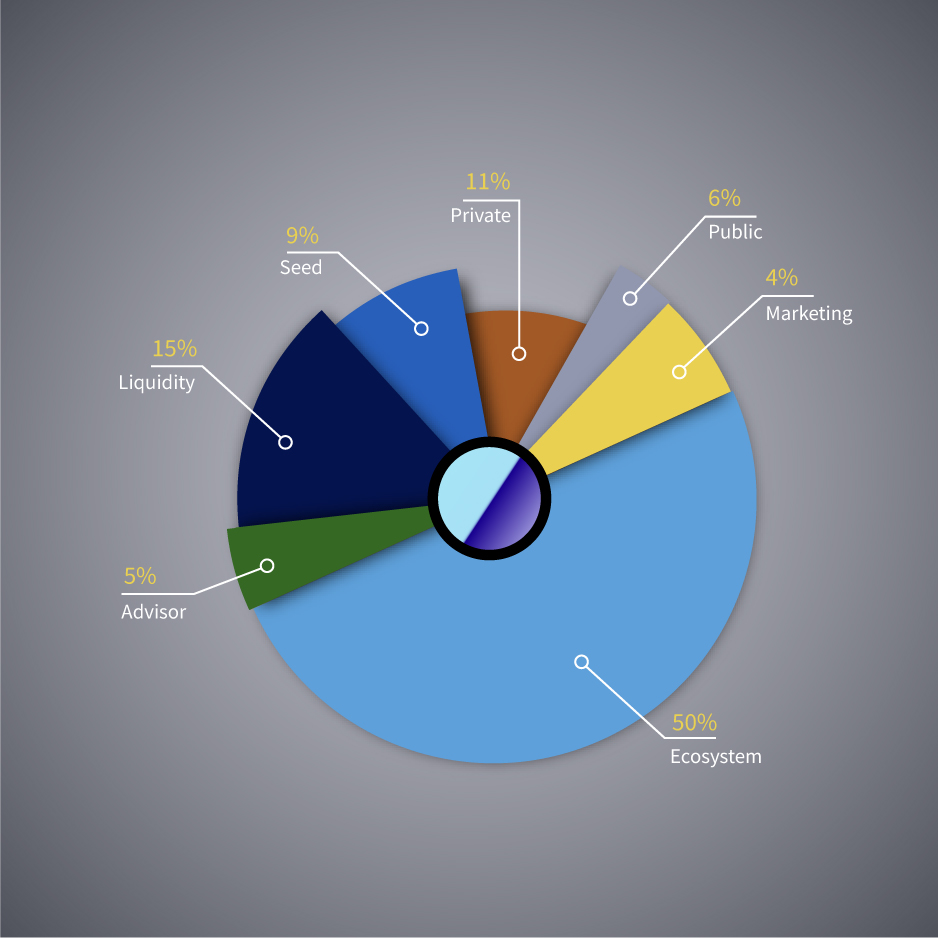 11%
Private
6%
Public
9%
Seed
4%
Marketing
15%
Liquidity
5%
Advisor
50%
Ecosystem